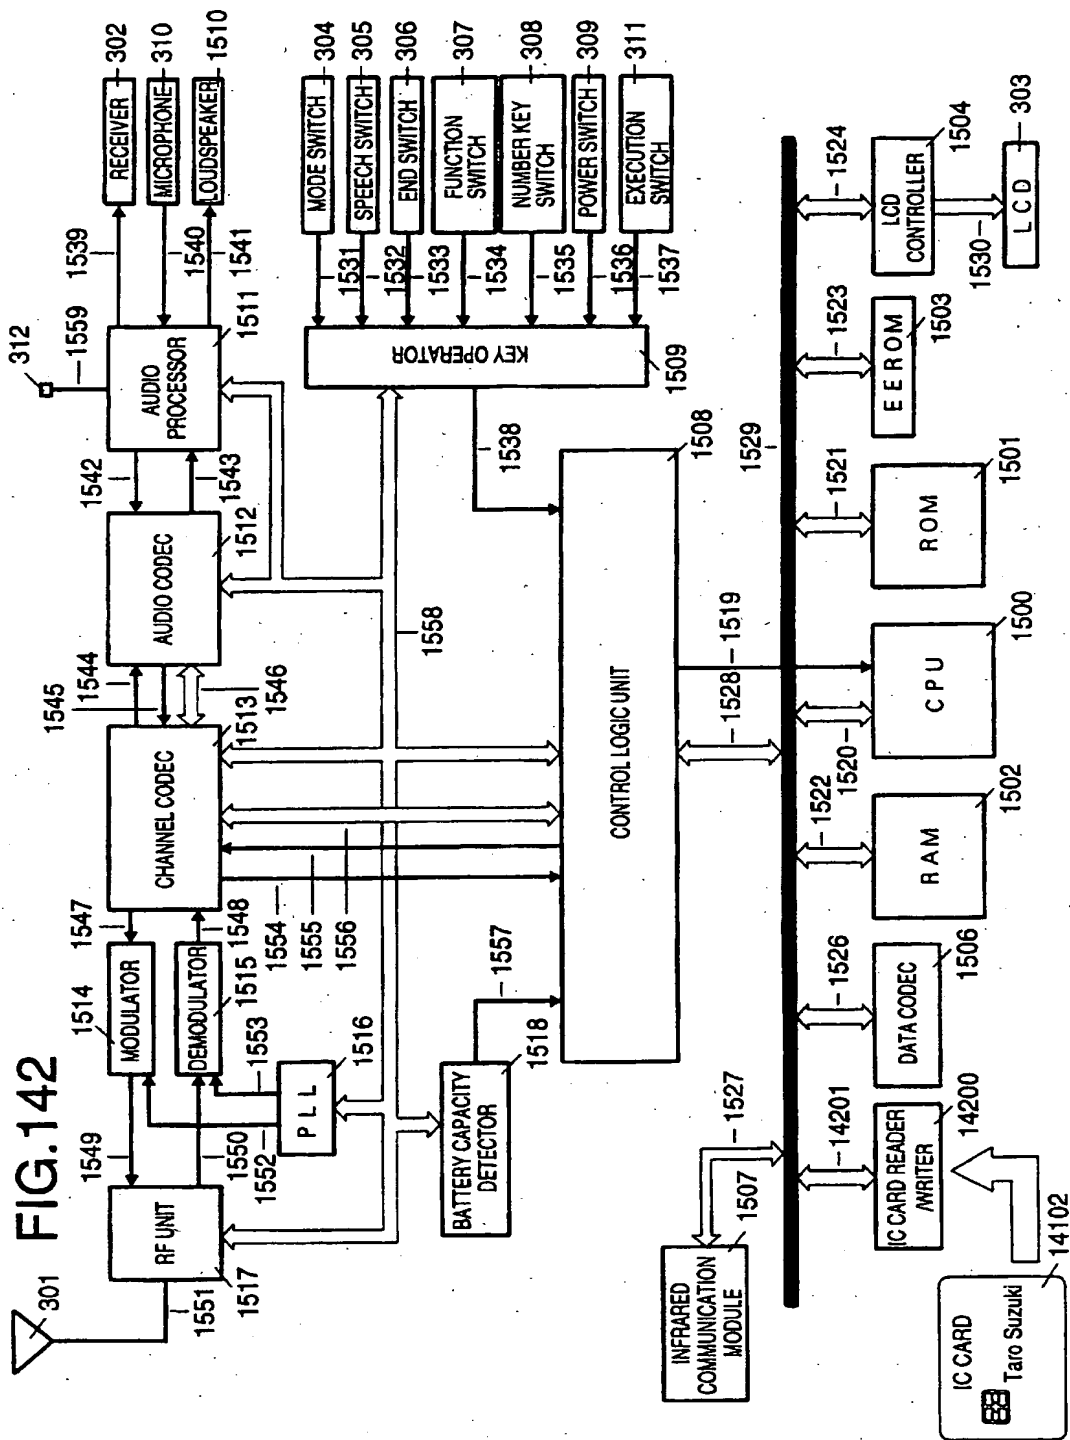 FIG.142
301
1551
RF UNIT
1517
1549
1550
1552
1553
1514
MODULATOR
DEMODULATOR
1515
PLL
1516
1547
1548
1554
1555
1556
CHANNEL CODEC
1513
1545
1544
1546
AUDIO CODEC
1512
1542
1543
312
1559
AUDIO
PROCESSOR
1511
1539
1540
1541
RECEIVER
302
MICROPHONE
310
LOUDSPEAKER
1510
BATTERY CAPACITY
DETECTOR
1518
1557
1558
KEY OPERATOR
1509
1538
1531
1532
1533
1534
1535
1536
1537
MODE SWITCH
304
SPEECH SWITCH
305
END SWITCH
306
FUNCTION
SWITCH
307
NUMBER KEY
SWITCH
308
POWER SWITCH
309
EXECUTION
SWITCH
311
CONTROL LOGIC UNIT
1508
INFRARED
COMMUNICATION
MODULE
1507
1527
1528
1519
1529
14201
1526
1522
1520
1521
1523
1524
IC CARD READER
/WRITER
14200
DATA CODEC
1506
RAM
1502
CPU
1500
ROM
1501
EEROM
1503
LCD
CONTROLLER
1504
1530
LCD
303
IC CARD
Taro Suzuki
14102